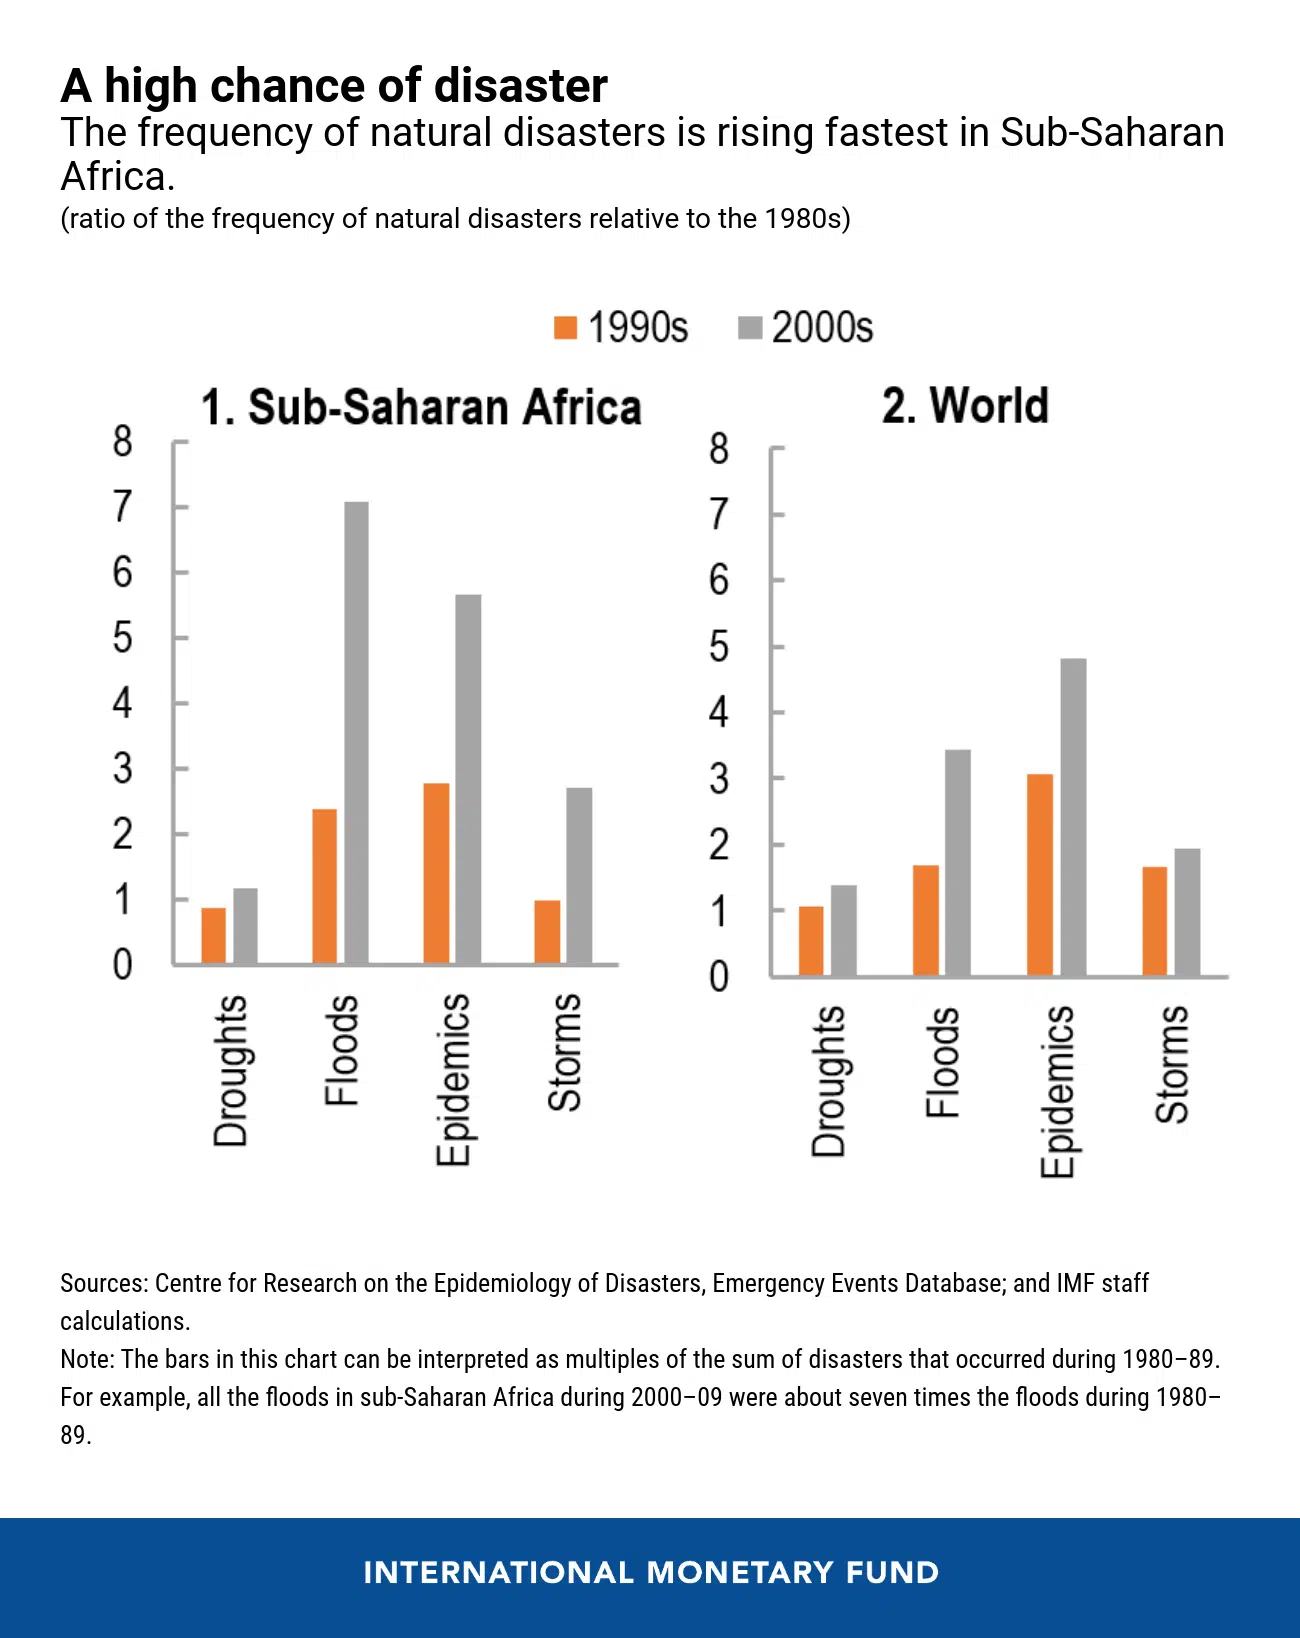 A high chance of disaster
The frequency of natural disasters is rising fastest in Sub-Saharan
Africa.
(ratio of the frequency of natural disasters relative to the 1980s)
1990s 2000s
1. Sub-Saharan Africa
8
7
6
5
4
3
2
1
0
Droughts
Floods
Epidemics
Storms
2. World
8
7
6
5
4
3
2
1
0
Droughts
Floods
Epidemics
Storms
Sources: Centre for Research on the Epidemiology of Disasters, Emergency Events Database; and IMF staff
calculations.
Note: The bars in this chart can be interpreted as multiples of the sum of disasters that occurred during 1980–89.
For example, all the floods in sub-Saharan Africa during 2000–09 were about seven times the floods during 1980–
89.
INTERNATIONAL MONETARY FUND